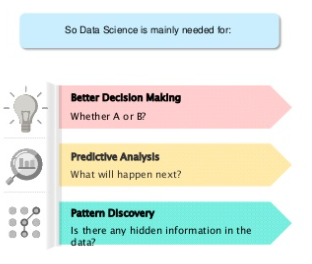 So Data Science is mainly needed for:
Better Decision Making
Whether A or B?
Predictive Analysis
What will happen next?
Pattern Discovery
Is there any hidden information in the
data?